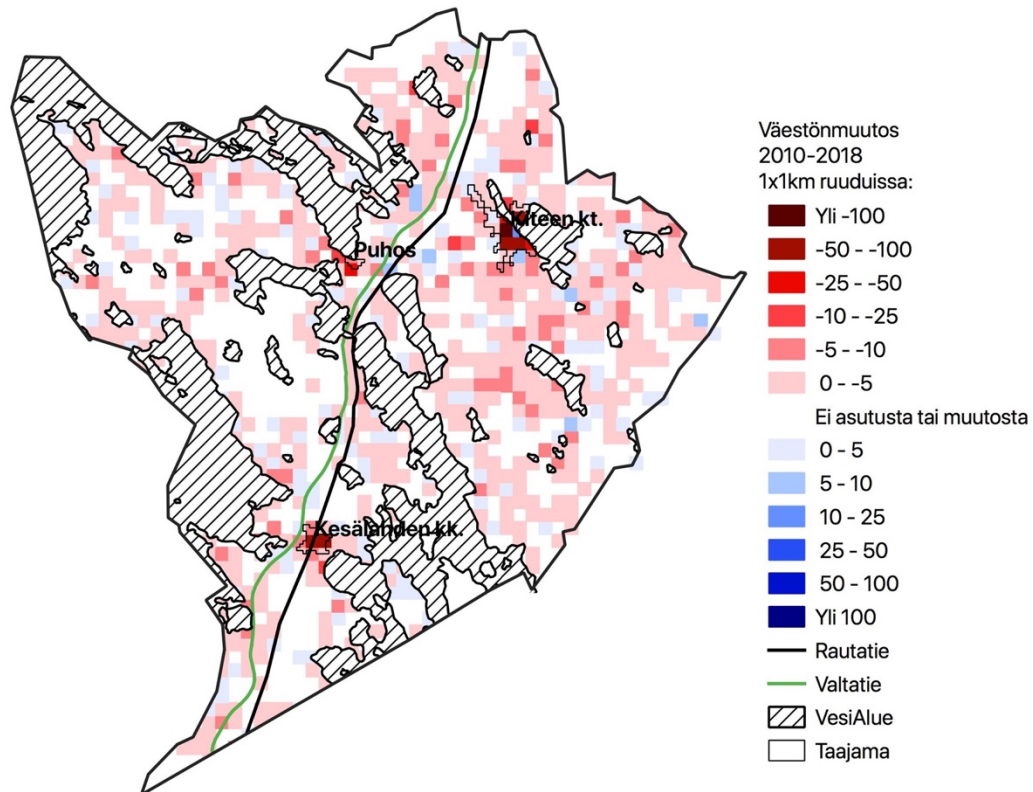 Kiteen kt.
Puhos
Kesälahden kk.
Väestönmuutos
2010-2018
1x1km ruuduissa:
Yli -100
-50 - -100
-25 - -50
-10 - -25
-5 - -10
0 - -5
Ei asutusta tai muutosta
0 - 5
5 - 10
10 - 25
25 - 50
50 - 100
Yli 100
Rautatie
Valtatie
VesiAlue
Taajama